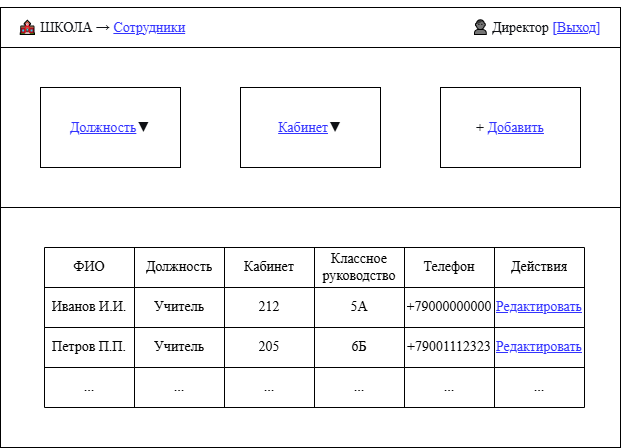 ШКОЛА → Сотрудники
Директор [Выход]
Должность▼
Кабинет▼
+ Добавить
ФИО Должность Кабинет Классное руководство Телефон Действия
Иванов И.И. Учитель 212 5А +79000000000 Редактировать
Петров П.П. Учитель 205 6Б +79001112323 Редактировать
... ... ... ... ... ...